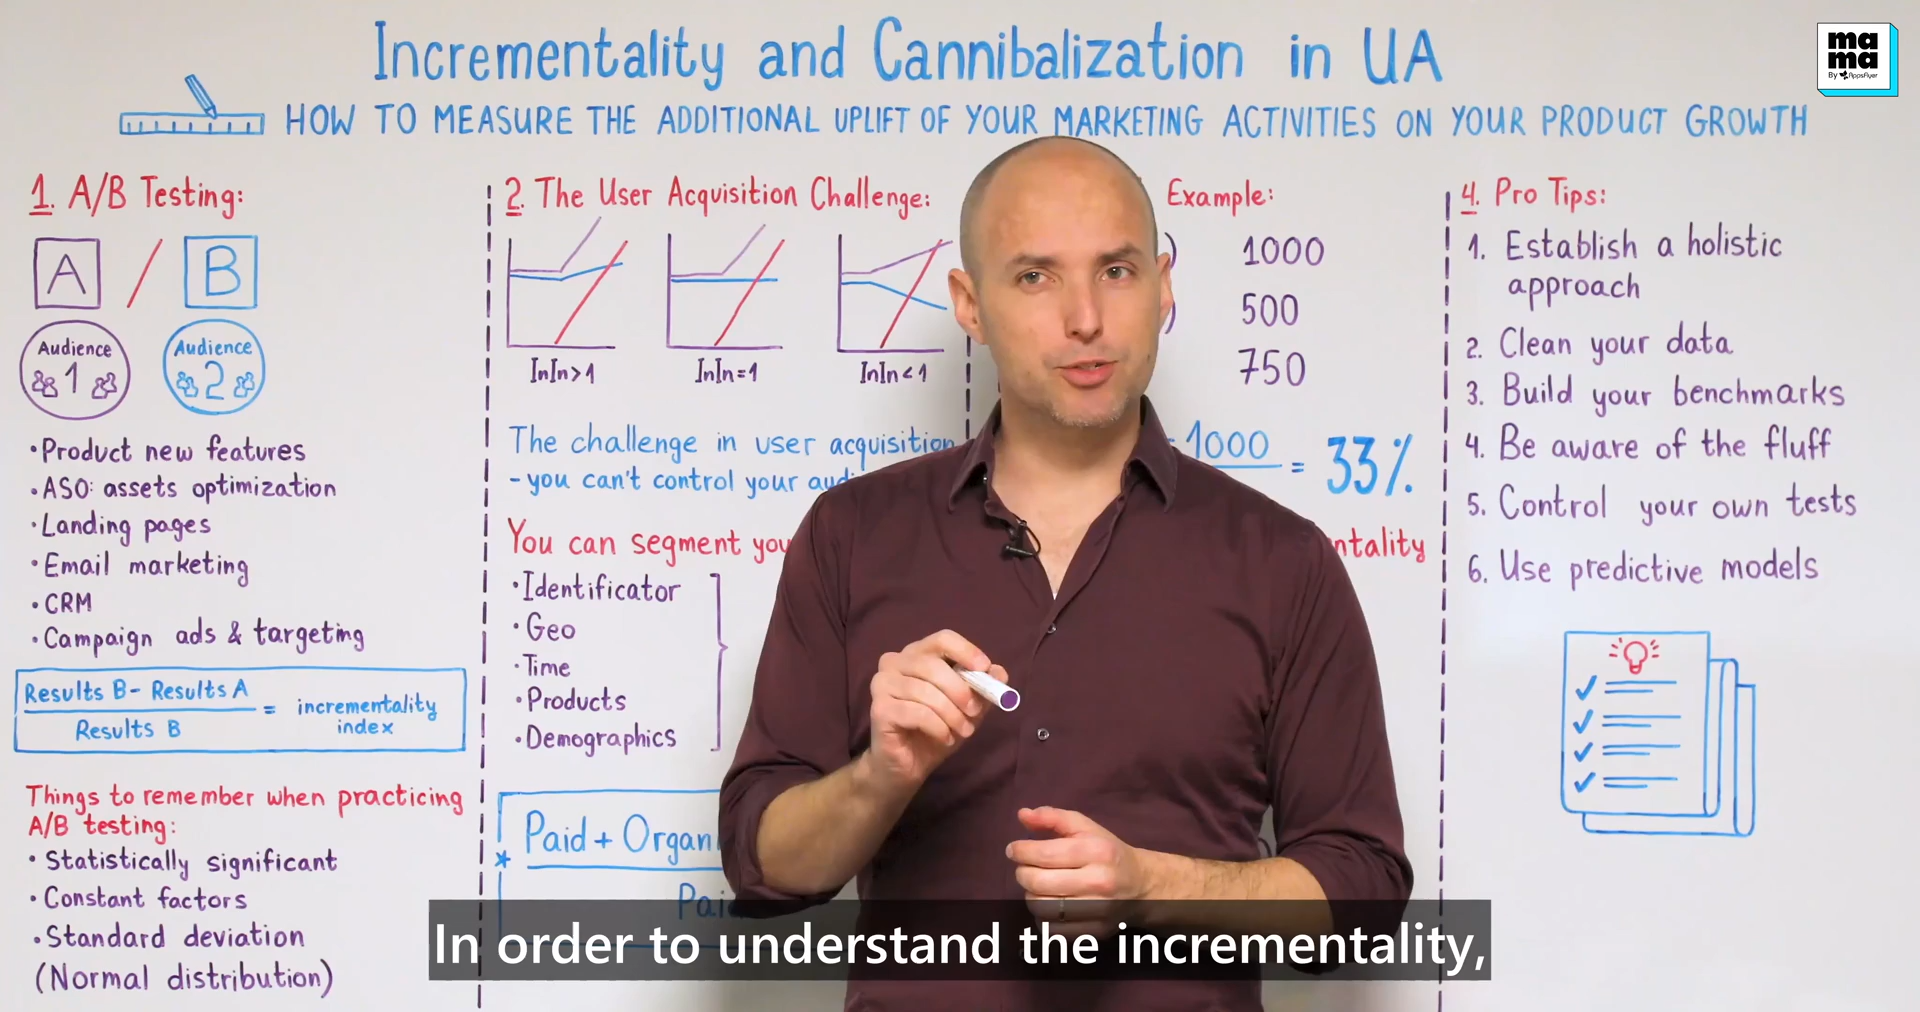 Incrementality and Cannibalization in UA
HOW TO MEASURE THE ADDITIONAL UPLIFT OF YOUR MARKETING ACTIVITIES ON YOUR PRODUCT GROWTH
ma
ma
By AppsFlyer
1. A/B Testing:
A / B
Audience
1
Audience
2
•Product new features
•ASO: assets optimization
•Landing pages
•Email marketing
•CRM
•Campaign ads & targeting
Results B - Results A
Results B
= incrementality
index
Things to remember when practicing
A/B testing:
• Statistically significant
• Constant factors
• Standard deviation
(Normal distribution)
2. The User Acquisition Challenge:
InIn > 1
InIn = 1
InIn < 1
The challenge in user acquisition
- you can't control your
You can segment
•Identificator
•Geo
•Time
•Products
•Demographics
Paid +
Example:
) 1000
) 500
750
1000
= 33%
4. Pro Tips:
1. Establish a holistic
approach
2. Clean your data
3. Build your benchmarks
4. Be aware of the fluff
5. Control your own tests
6. Use predictive models
In order to understand the incrementality,